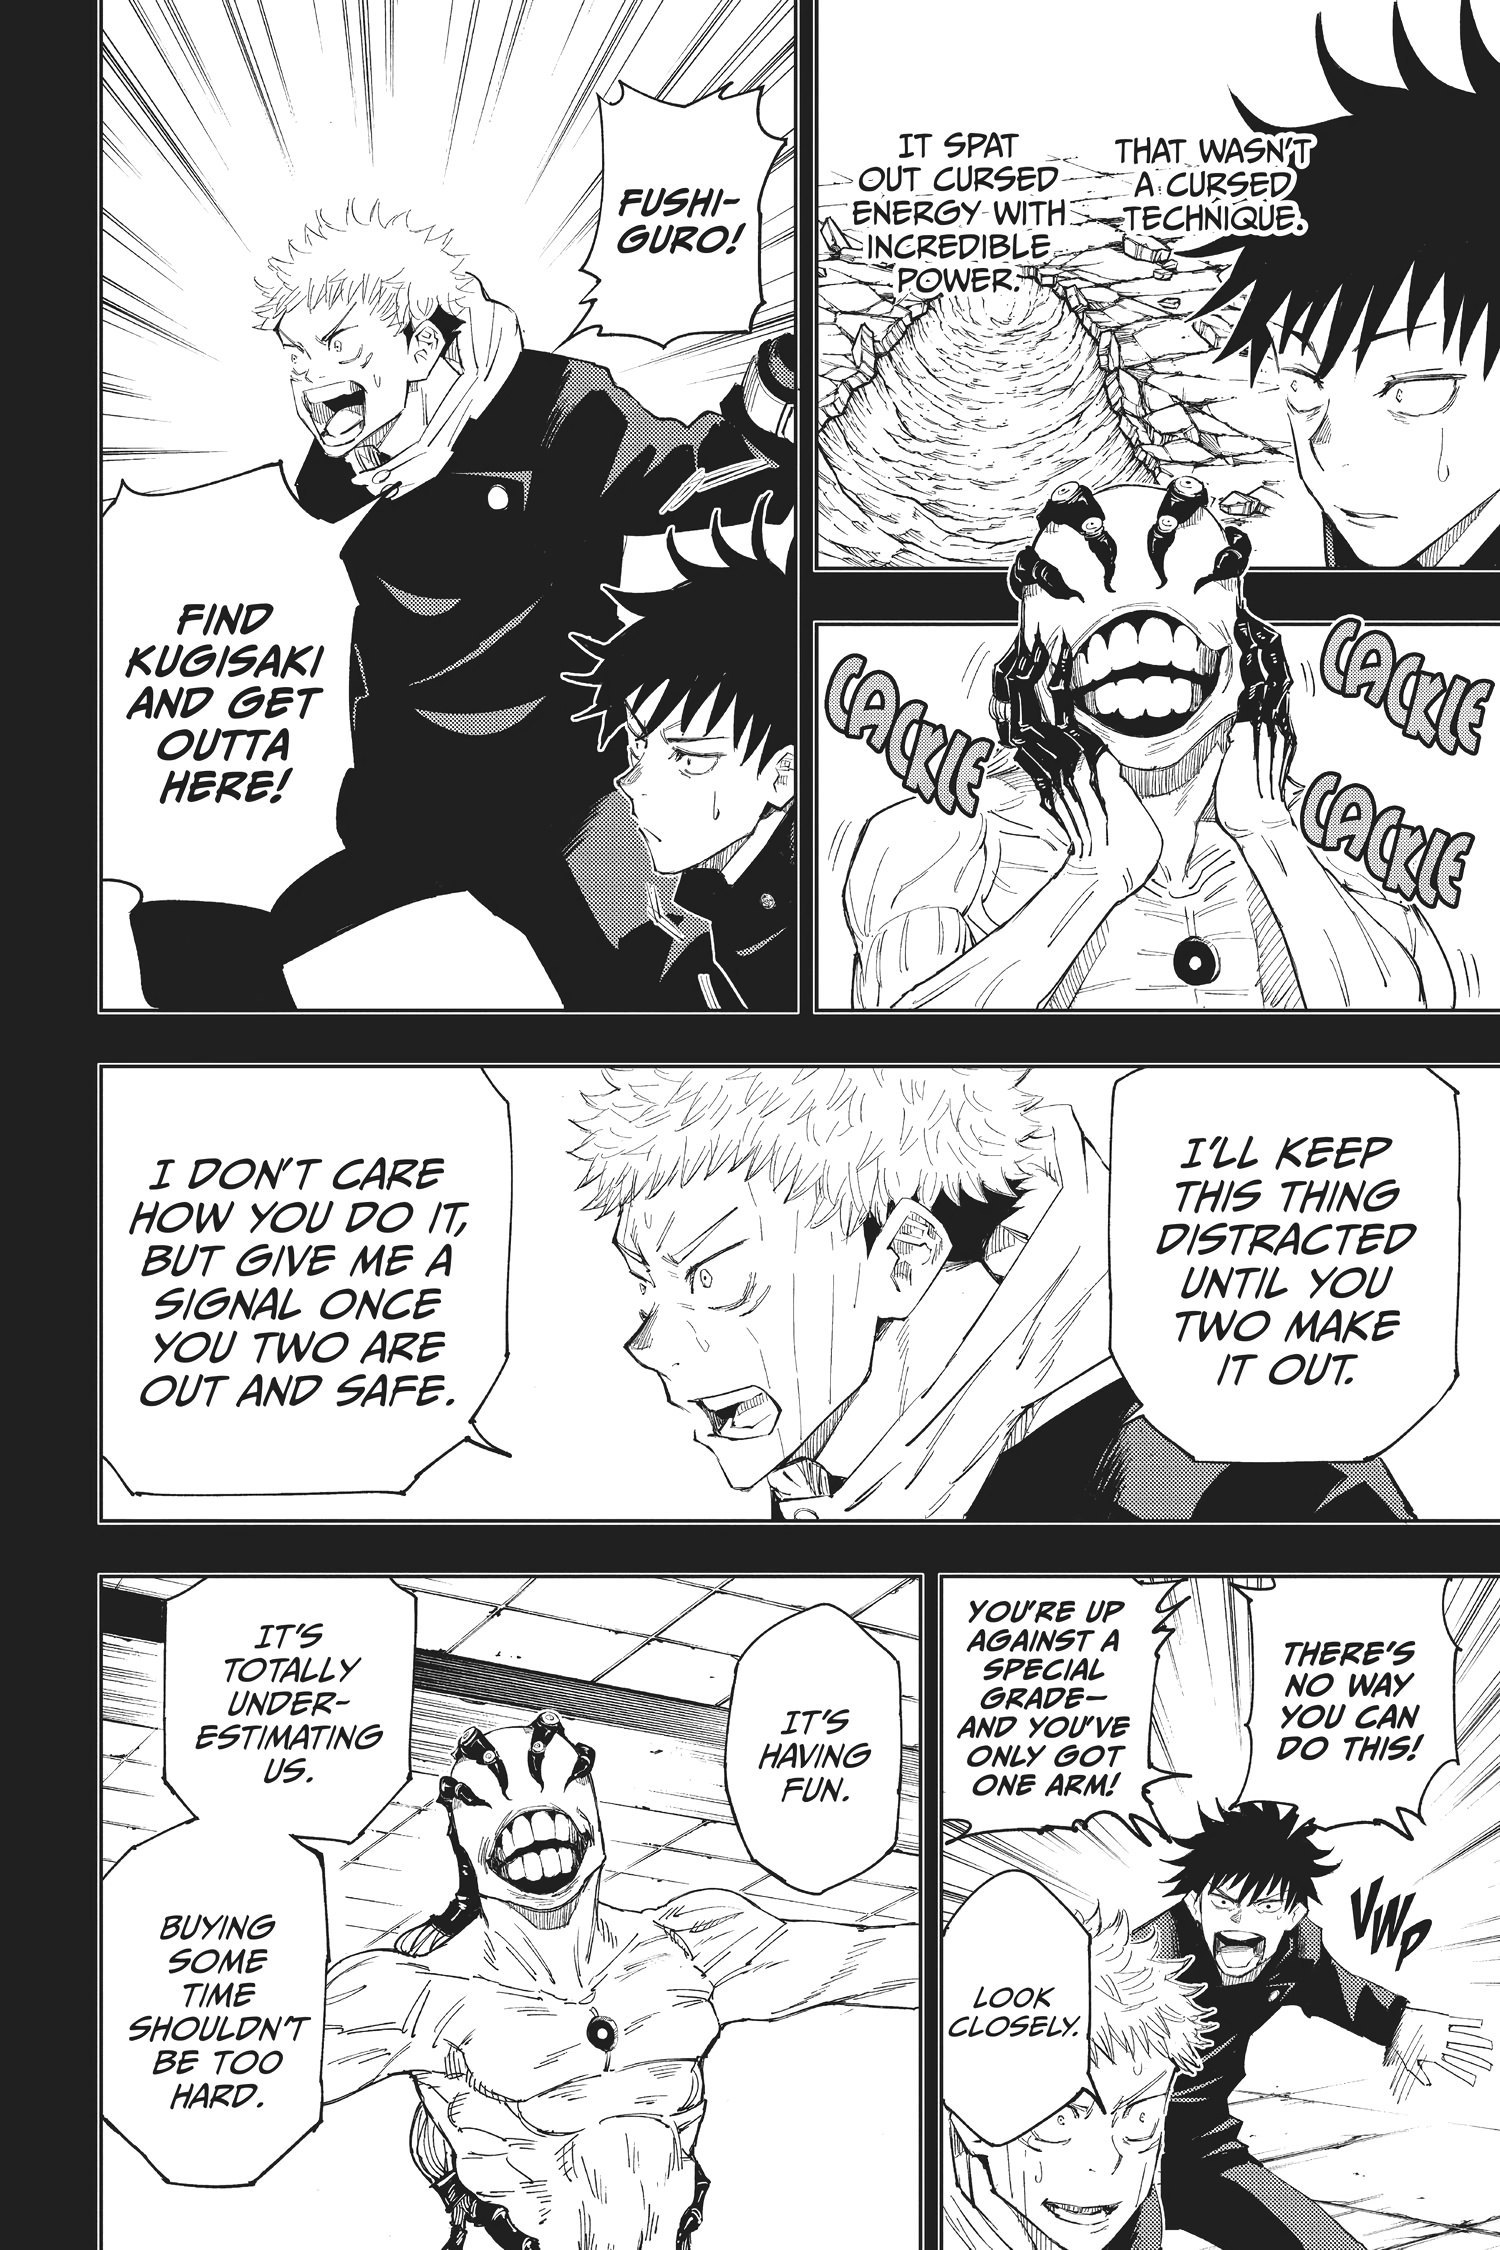 THAT WASN'T
A CURSED
TECHNIQUE.
IT SPAT
OUT CURSED
ENERGY WITH
INCREDIBLE
POWER.
CACKLE
CACKLE
CACKLE
FUSHI-
GURO!
FIND
KUGISAKI
AND GET
OUTTA
HERE!
I'LL KEEP
THIS THING
DISTRACTED
UNTIL YOU
TWO MAKE
IT OUT.
I DON'T CARE
HOW YOU DO IT,
BUT GIVE ME A
SIGNAL ONCE
YOU TWO ARE
OUT AND SAFE.
THERE'S
NO WAY
YOU CAN
DO THIS!
YOU'RE UP
AGAINST A
SPECIAL
GRADE—
AND YOU'VE
ONLY GOT
ONE ARM!
VWP
LOOK
CLOSELY.
IT'S
HAVING
FUN.
IT'S
TOTALLY
UNDER-
ESTIMATING
US.
BUYING
SOME
TIME
SHOULDN'T
BE TOO
HARD.